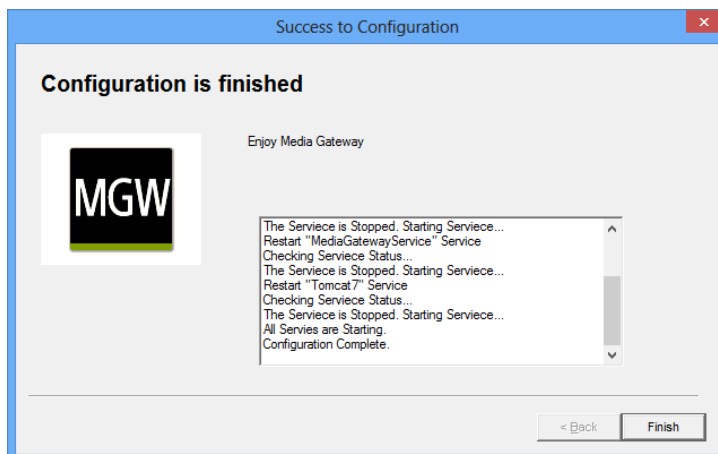 Success to Configuration
Configuration is finished
MGW
Enjoy Media Gateway
The Serviece is Stopped. Starting Serviece...
Restart "MediaGatewayService" Service
Checking Serviece Status...
The Serviece is Stopped. Starting Serviece...
Restart "Tomcat7" Service
Checking Serviece Status...
The Serviece is Stopped. Starting Serviece...
All Servies are Starting.
Configuration Complete.
< Back
Finish